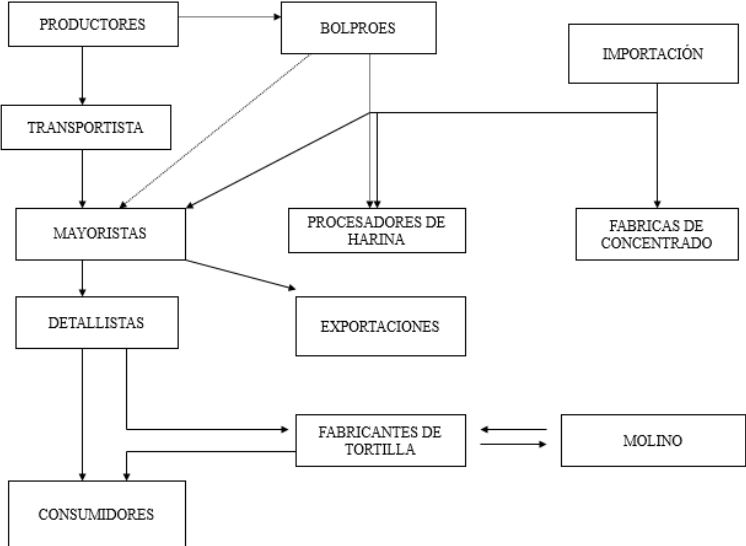 PRODUCTORES
BOLPROES
IMPORTACIÓN
TRANSPORTISTA
MAYORISTAS
PROCESADORES DE
HARINA
FABRICAS DE
CONCENTRADO
DETALLISTAS
EXPORTACIONES
FABRICANTES DE
TORTILLA
MOLINO
CONSUMIDORES